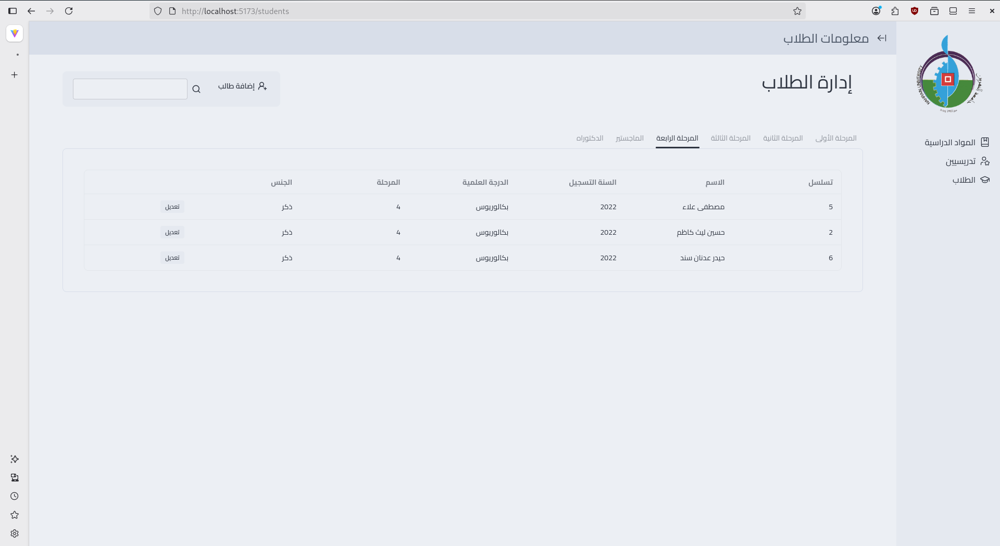 http://localhost:5173/students
معلومات الطلاب
NAHRAIN UNIVERSITY
المواد الدراسية
تدريسيين
الطلاب
إدارة الطلاب
إضافة طالب
المرحلة الأولى
المرحلة الثانية
المرحلة الثالثة
المرحلة الرابعة
الماجستير
الدكتوراه
تسلسل الاسم السنة التسجيل الدرجة العلمية المرحلة الجنس
5 مصطفى علاء 2022 بكالوريوس 4 ذكر تعديل
2 حسين ليث كاظم 2022 بكالوريوس 4 ذكر تعديل
6 حيدر عدنان سند 2022 بكالوريوس 4 ذكر تعديل